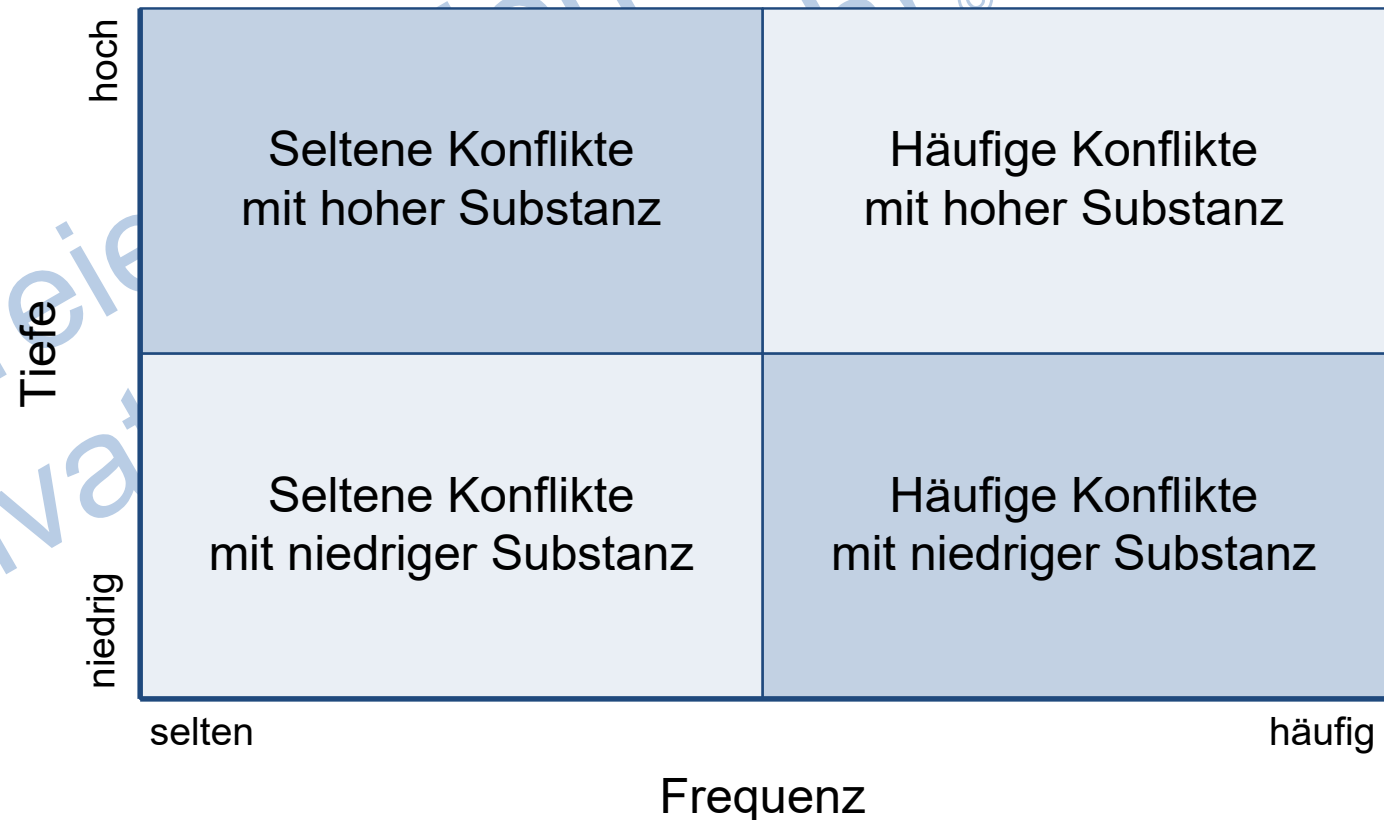 hoch
Seltene Konflikte
mit hoher Substanz
Häufige Konflikte
mit hoher Substanz
Tiefe
Seltene Konflikte
mit niedriger Substanz
Häufige Konflikte
mit niedriger Substanz
niedrig
selten
häufig
Frequenz